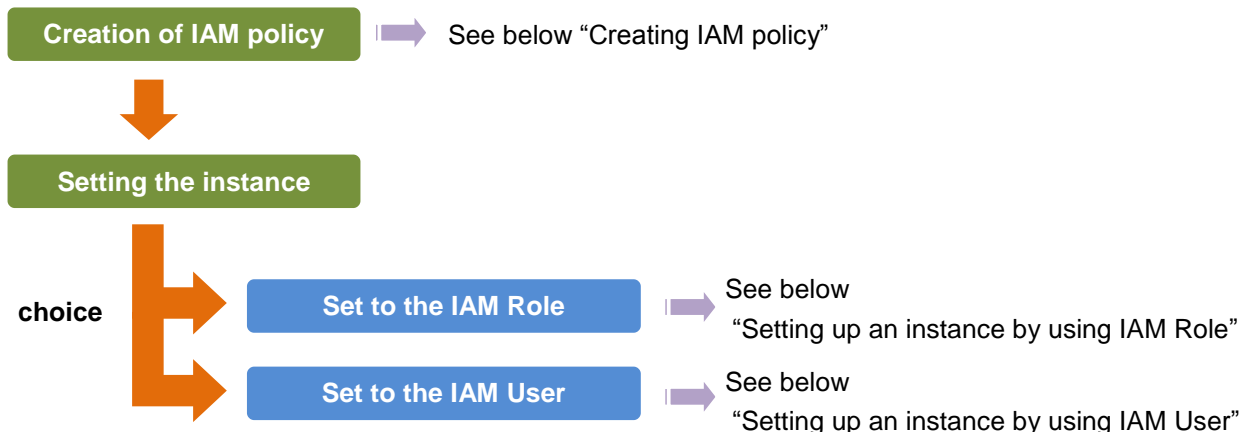 Creation of IAM policy
See below “Creating IAM policy”
Setting the instance
choice
Set to the IAM Role
See below
“Setting up an instance by using IAM Role”
Set to the IAM User
See below
“Setting up an instance by using IAM User”